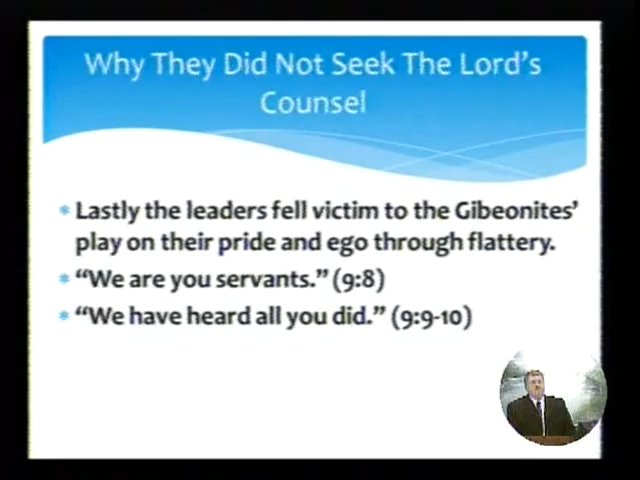 Why They Did Not Seek The Lord's
Counsel
Lastly the leaders fell victim to the Gibeonites'
play on their pride and ego through flattery.
"We are you servants." (9:8)
"We have heard all you did." (9:9-10)